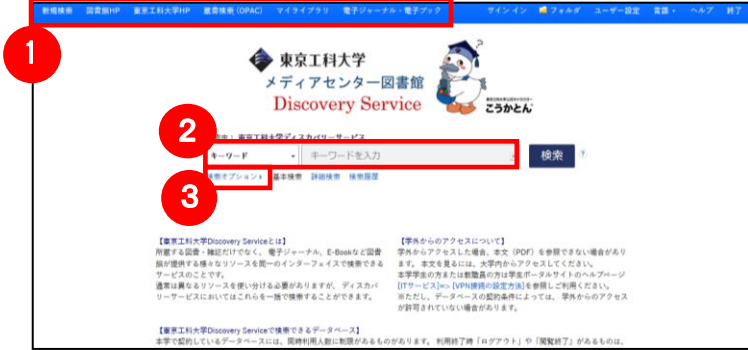 新規検索 図書館HP 東京工科大学HP 蔵書検索(OPAC) マイライブラリ 電子ジャーナル・電子ブック サインイン フォルダ ユーザー設定 言語 ヘルプ 終了
1
東京工科大学
メディアセンター図書館
Discovery Service
こうかとん
2
東京工科大学ディスカバリーサービス
キーワード キーワードを入力 検索 ?
検索オプション 基本検索 詳細検索 検索履歴
3
【東京工科大学Discovery Serviceとは】
所蔵する図書・雑誌だけでなく、電子ジャーナル、E-Bookなど図書
館が提供する様々なリソースを同一のインターフェイスで検索できる
サービスのことです。
通常は異なるリソースを使い分ける必要がありますが、ディスカバ
リーサービスにおいてはこれらを一括で検索することができます。
【学外からのアクセスについて】
学外からアクセスした場合、本文（PDF）を参照できない場合があり
ます。本文を見るには、大学内からアクセスしてください。
本学学生の方または教職員の方は学生ポータルサイトのヘルプページ
[ITサービス]=> [VPN接続の設定方法]を参照しご利用ください。
※ただし、データベースの契約条件によっては、学外からのアクセス
が許可されていない場合があります。
【東京工科大学Discovery Serviceで検索できるデータベース】
本学で契約しているデータベースには、同時利用人数に制限があるものがあります。利用終了時「ログアウト」や「閲覧終了」があるものは、